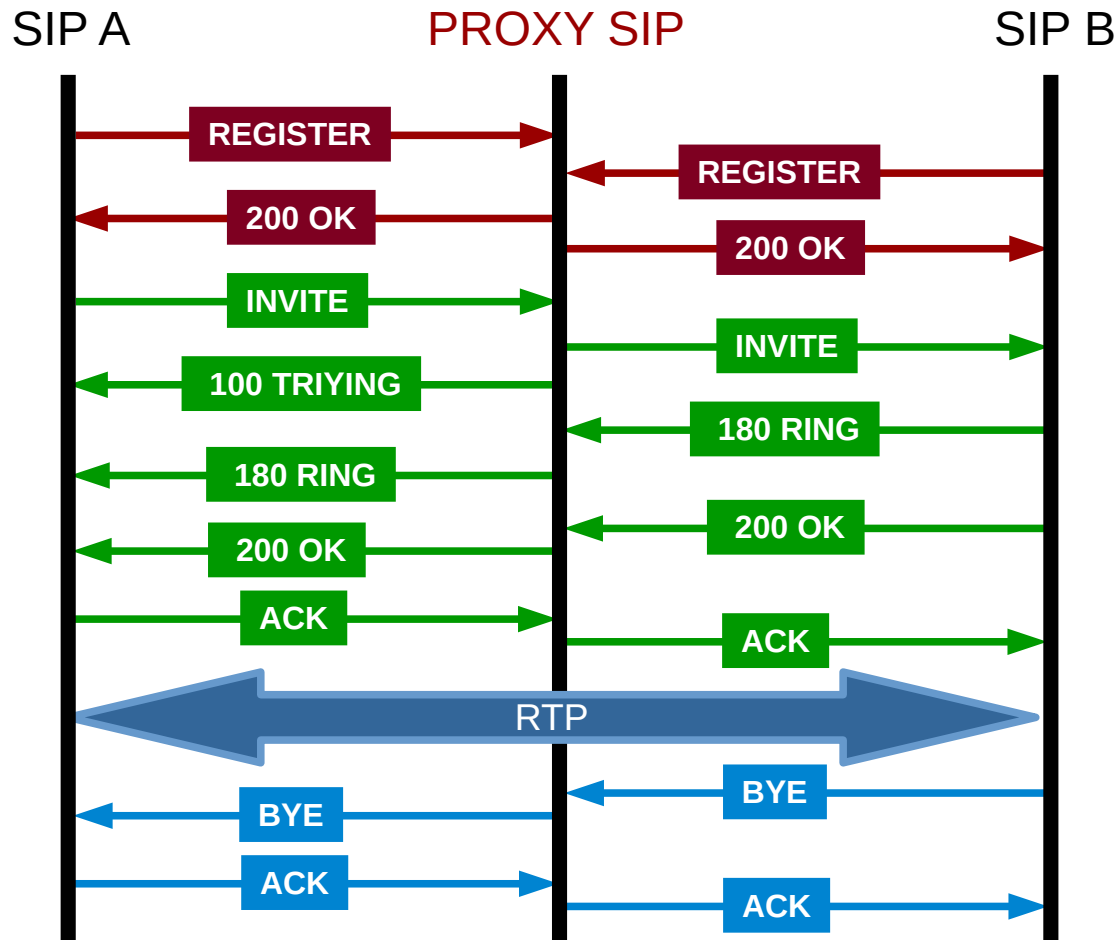 SIP A
PROXY SIP
SIP B
REGISTER
REGISTER
200 OK
200 OK
INVITE
INVITE
100 TRIYING
180 RING
180 RING
200 OK
200 OK
ACK
ACK
RTP
BYE
BYE
ACK
ACK